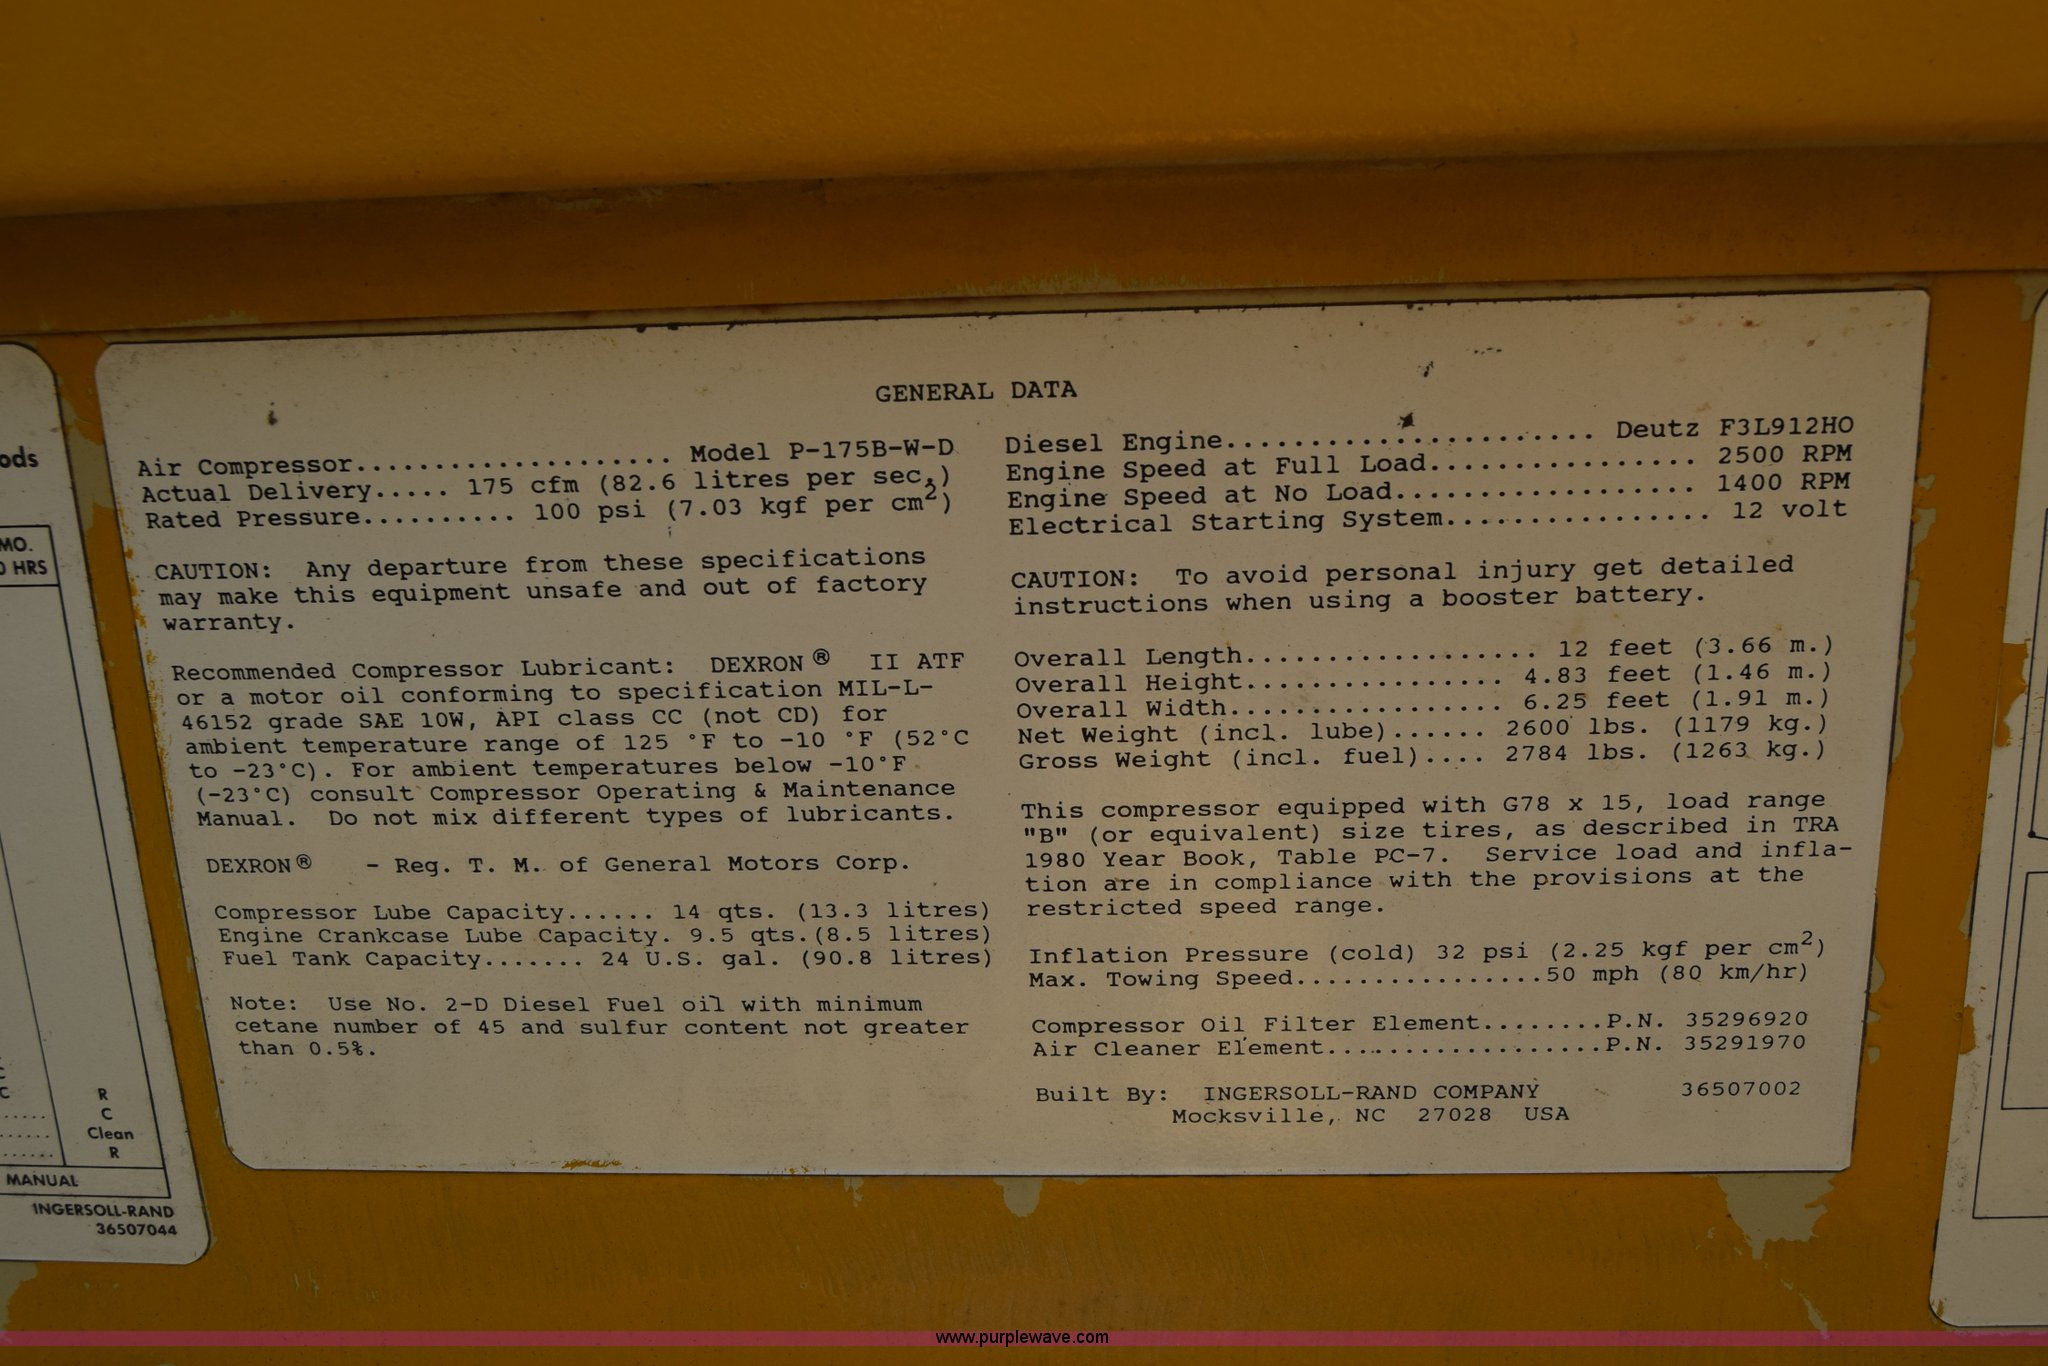 ods
MO.
0 HRS
C
C
R
C
Clean
R
MANUAL
INGERSOLL-RAND
36507044
GENERAL DATA
Air Compressor.................... Model P-175B-W-D
Actual Delivery..... 175 cfm (82.6 litres per sec.)
Rated Pressure.......... 100 psi (7.03 kgf per cm²)
CAUTION: Any departure from these specifications
may make this equipment unsafe and out of factory
warranty.
Recommended Compressor Lubricant: DEXRON® II ATF
or a motor oil conforming to specification MIL-L-
46152 grade SAE 10W, API class CC (not CD) for
ambient temperature range of 125 °F to -10 °F (52°C
to -23°C). For ambient temperatures below -10°F
(-23°C) consult Compressor Operating & Maintenance
Manual. Do not mix different types of lubricants.
DEXRON® - Reg. T. M. of General Motors Corp.
Compressor Lube Capacity...... 14 qts. (13.3 litres)
Engine Crankcase Lube Capacity. 9.5 qts.(8.5 litres)
Fuel Tank Capacity....... 24 U.S. gal. (90.8 litres)
Note: Use No. 2-D Diesel Fuel oil with minimum
cetane number of 45 and sulfur content not greater
than 0.5%.
Diesel Engine....................... Deutz F3L912HO
Engine Speed at Full Load................. 2500 RPM
Engine Speed at No Load................... 1400 RPM
Electrical Starting System................. 12 volt
CAUTION: To avoid personal injury get detailed
instructions when using a booster battery.
Overall Length................... 12 feet (3.66 m.)
Overall Height................. 4.83 feet (1.46 m.)
Overall Width.................. 6.25 feet (1.91 m.)
Net Weight (incl. lube)...... 2600 lbs. (1179 kg.)
Gross Weight (incl. fuel).... 2784 lbs. (1263 kg.)
This compressor equipped with G78 x 15, load range
"B" (or equivalent) size tires, as described in TRA
1980 Year Book, Table PC-7. Service load and infla-
tion are in compliance with the provisions at the
restricted speed range.
Inflation Pressure (cold) 32 psi (2.25 kgf per cm²)
Max. Towing Speed................50 mph (80 km/hr)
Compressor Oil Filter Element........P.N. 35296920
Air Cleaner Element..................P.N. 35291970
Built By: INGERSOLL-RAND COMPANY 36507002
Mocksville, NC 27028 USA
www.purplewave.com